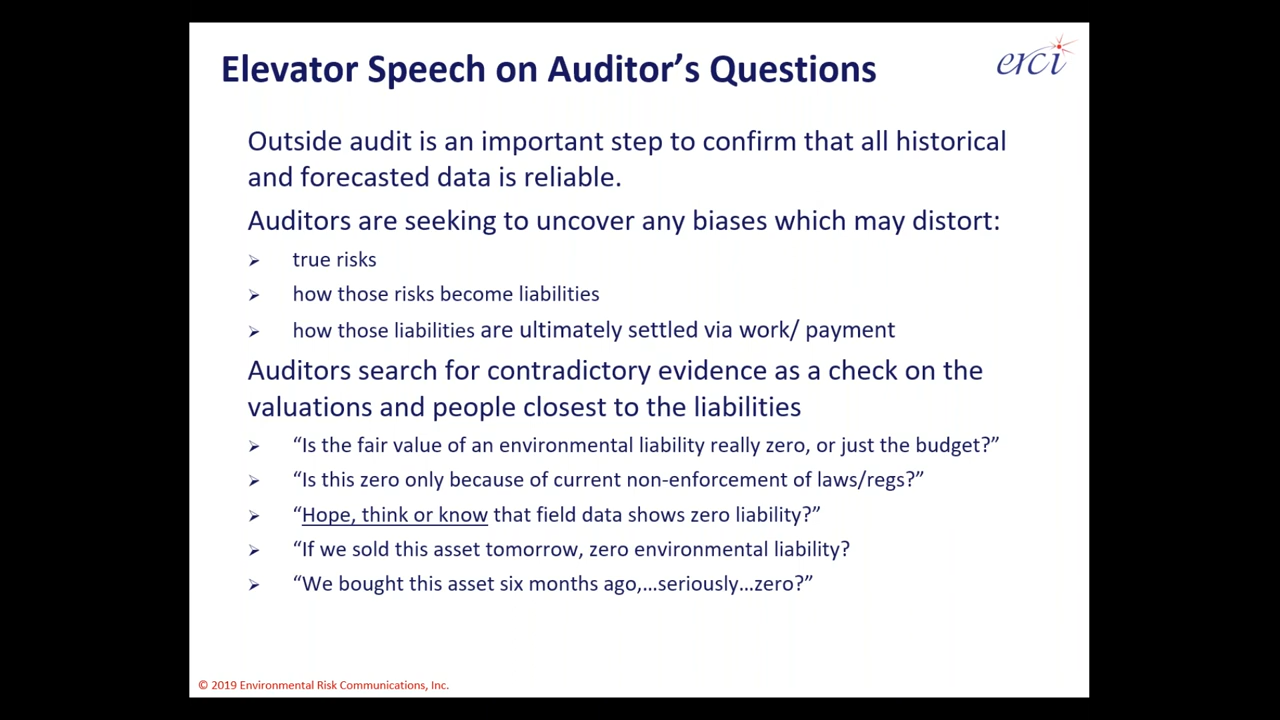 Elevator Speech on Auditor’s Questions
erci
Outside audit is an important step to confirm that all historical
and forecasted data is reliable.
Auditors are seeking to uncover any biases which may distort:
➢ true risks
➢ how those risks become liabilities
➢ how those liabilities are ultimately settled via work/ payment
Auditors search for contradictory evidence as a check on the
valuations and people closest to the liabilities
➢ “Is the fair value of an environmental liability really zero, or just the budget?”
➢ “Is this zero only because of current non-enforcement of laws/regs?”
➢ “Hope, think or know that field data shows zero liability?”
➢ “If we sold this asset tomorrow, zero environmental liability?
➢ “We bought this asset six months ago,…seriously…zero?”
© 2019 Environmental Risk Communications, Inc.